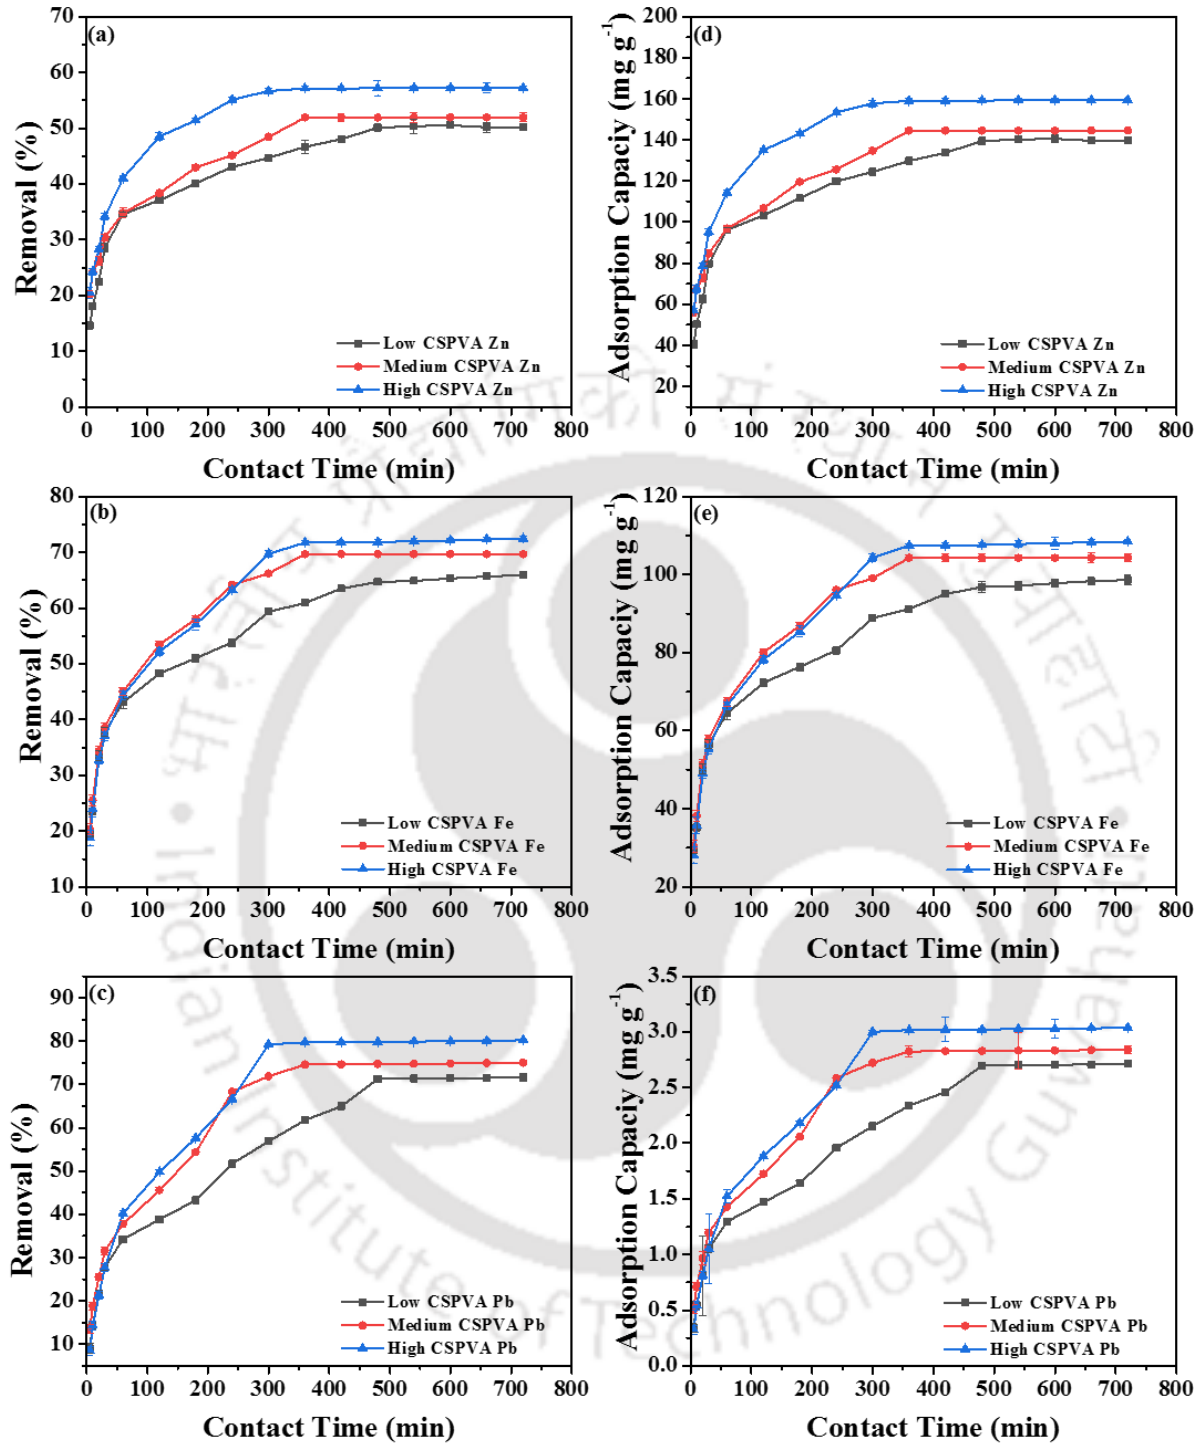 (a)
Removal (%)
70
60
50
40
30
20
10
0
Low CSPVA Zn
Medium CSPVA Zn
High CSPVA Zn
0 100 200 300 400 500 600 700 800
Contact Time (min)
(d)
Adsorption Capaciy (mg g-1)
200
180
160
140
120
100
80
60
40
20
Low CSPVA Zn
Medium CSPVA Zn
High CSPVA Zn
0 100 200 300 400 500 600 700 800
Contact Time (min)
(b)
Removal (%)
80
70
60
50
40
30
20
10
Low CSPVA Fe
Medium CSPVA Fe
High CSPVA Fe
0 100 200 300 400 500 600 700 800
Contact Time (min)
(e)
Adsorption Capaciy (mg g-1)
120
100
80
60
40
20
Low CSPVA Fe
Medium CSPVA Fe
High CSPVA Fe
0 100 200 300 400 500 600 700 800
Contact Time (min)
(c)
Removal (%)
90
80
70
60
50
40
30
20
10
Low CSPVA Pb
Medium CSPVA Pb
High CSPVA Pb
0 100 200 300 400 500 600 700 800
Contact Time (min)
(f)
Adsorption Capaciy (mg g-1)
3.5
3.0
2.5
2.0
1.5
1.0
0.5
0.0
Low CSPVA Pb
Medium CSPVA Pb
High CSPVA Pb
0 100 200 300 400 500 600 700 800
Contact Time (min)
Indian Institute of Technology Guwahati